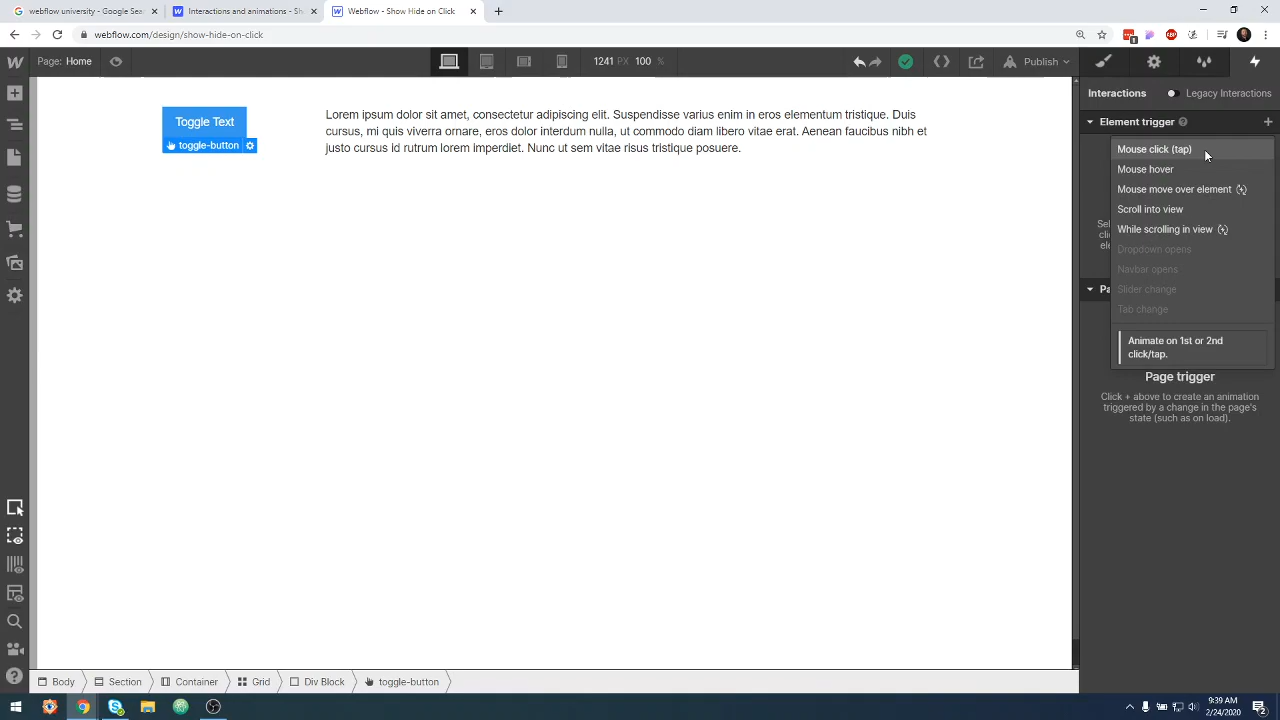 webflow university - Google Sea
Interactions and animations - Sh
Webflow - Show Hide on Click
webflow.com/design/show-hide-on-click
1
Page: Home
1241 PX 100 %
Publish
Interactions
Legacy Interactions
Element trigger
Toggle Text
toggle-button
Lorem ipsum dolor sit amet, consectetur adipiscing elit. Suspendisse varius enim in eros elementum tristique. Duis
cursus, mi quis viverra ornare, eros dolor interdum nulla, ut commodo diam libero vitae erat. Aenean faucibus nibh et
justo cursus id rutrum lorem imperdiet. Nunc ut sem vitae risus tristique posuere.
Mouse click (tap)
Mouse hover
Mouse move over element
Scroll into view
While scrolling in view
Dropdown opens
Navbar opens
Slider change
Tab change
Animate on 1st or 2nd
click/tap.
Sel
clic
ele
Pa
Page trigger
Click + above to create an animation
triggered by a change in the page's
state (such as on load).
Body
Section
Container
Grid
Div Block
toggle-button
9:39 AM
2/24/2020
2